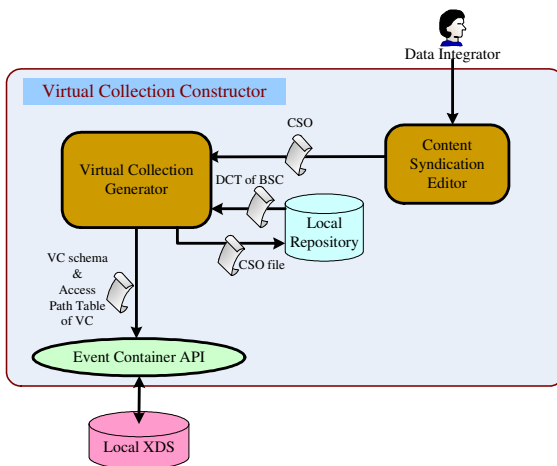 Data Integrator
Virtual Collection Constructor
CSO
Content
Syndication
Editor
Virtual Collection
Generator
DCT of BSC
Local
Repository
CSO file
VC schema
&
Access
Path Table
of VC
Event Container API
Local XDS